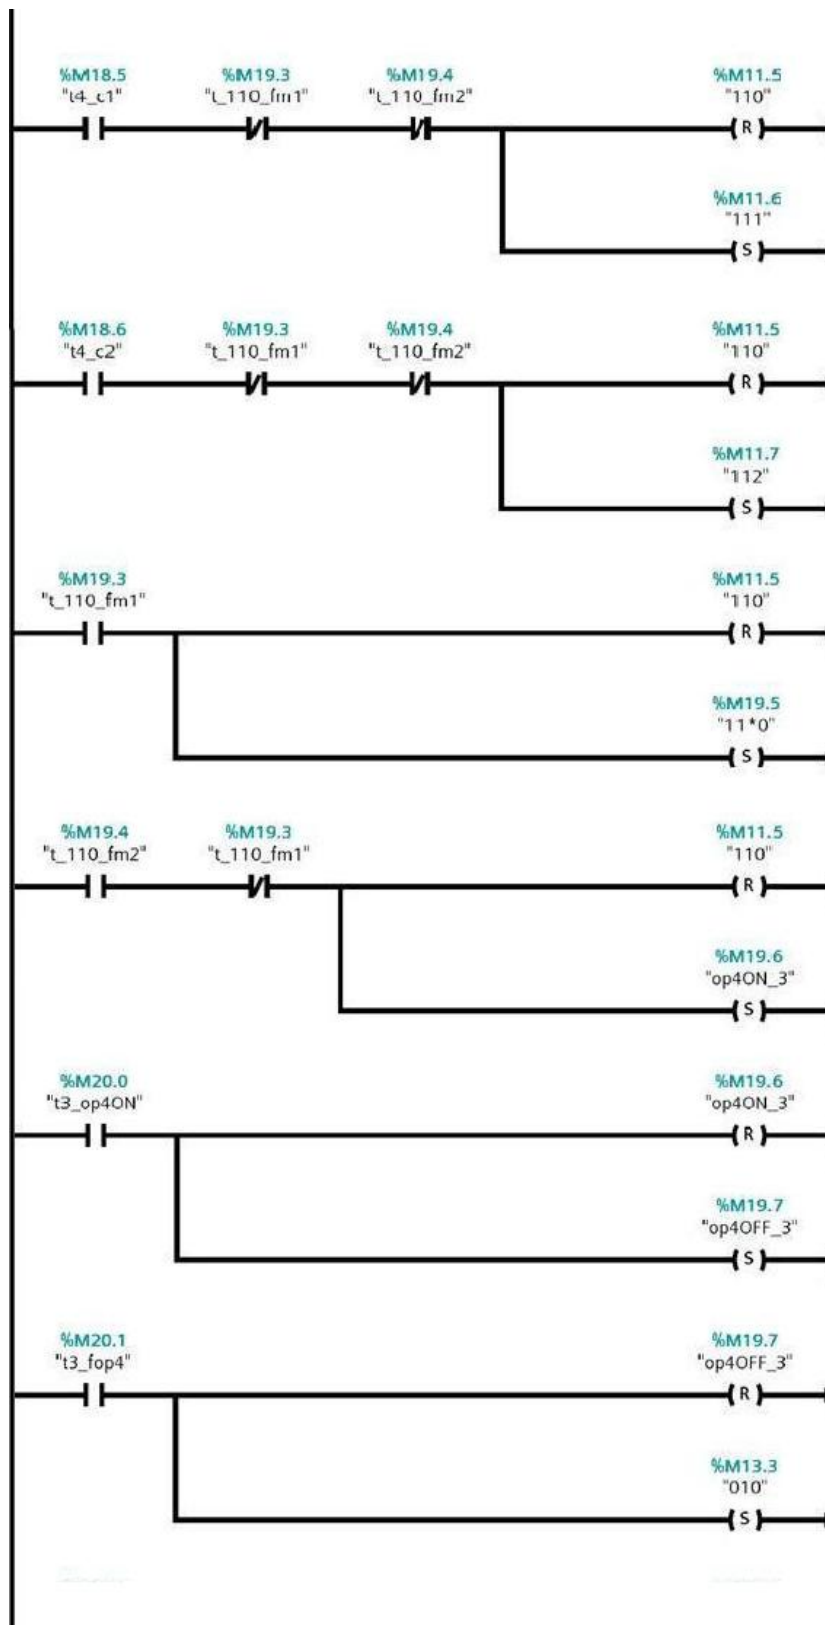 %M18.5 %M19.3 %M19.4 %M11.5
"t4_c1" "t_110_fm1" "t_110_fm2" "110"
R
%M11.6
"111"
S
%M18.6 %M19.3 %M19.4 %M11.5
"t4_c2" "t_110_fm1" "t_110_fm2" "110"
R
%M11.7
"112"
S
%M19.3 %M11.5
"t_110_fm1" "110"
R
%M19.5
"11*0"
S
%M19.4 %M19.3 %M11.5
"t_110_fm2" "t_110_fm1" "110"
R
%M19.6
"op4ON_3"
S
%M20.0 %M19.6
"t3_op4ON" "op4ON_3"
R
%M19.7
"op4OFF_3"
S
%M20.1 %M19.7
"t3_fop4" "op4OFF_3"
R
%M13.3
"010"
S